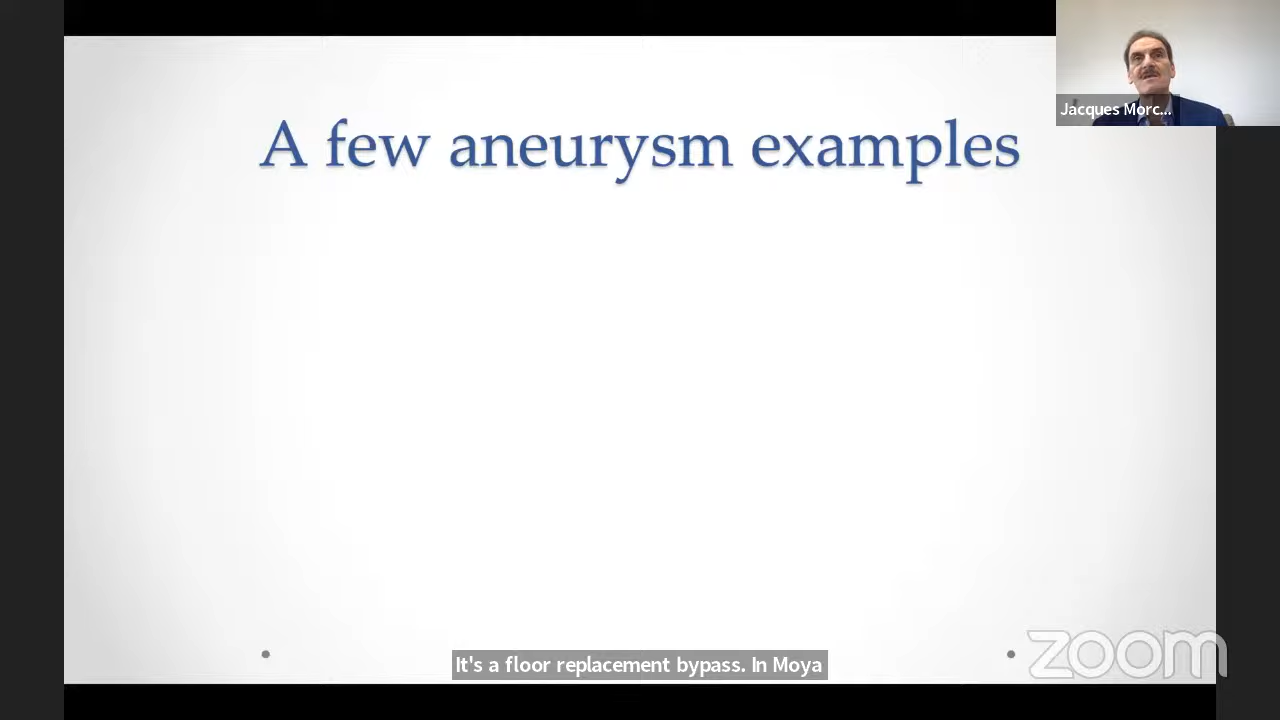 Jacques Morc...
A few aneurysm examples
It's a floor replacement bypass. In Moya
zoom